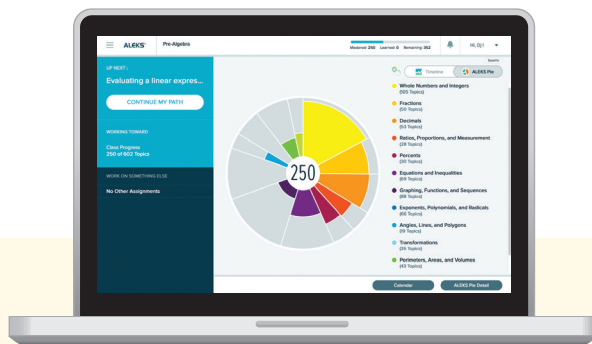 ALEKS®
Pre-Algebra
Mastered 250 Learned 0 Remaining 352
Hi, Dj1
UP NEXT:
Evaluating a linear expres...
CONTINUE MY PATH
WORKING TOWARD
Class Progress
250 of 602 Topics
WORK ON SOMETHING ELSE
No Other Assignments
250
Timeline
ALEKS Pie
Whole Numbers and Integers
(105 Topics)
Fractions
(50 Topics)
Decimals
(53 Topics)
Ratios, Proportions, and Measurement
(28 Topics)
Percents
(30 Topics)
Equations and Inequalities
(69 Topics)
Graphing, Functions, and Sequences
(88 Topics)
Exponents, Polynomials, and Radicals
(66 Topics)
Angles, Lines, and Polygons
(19 Topics)
Transformations
(26 Topics)
Perimeters, Areas, and Volumes
(43 Topics)
Calendar
ALEKS Pie Detail